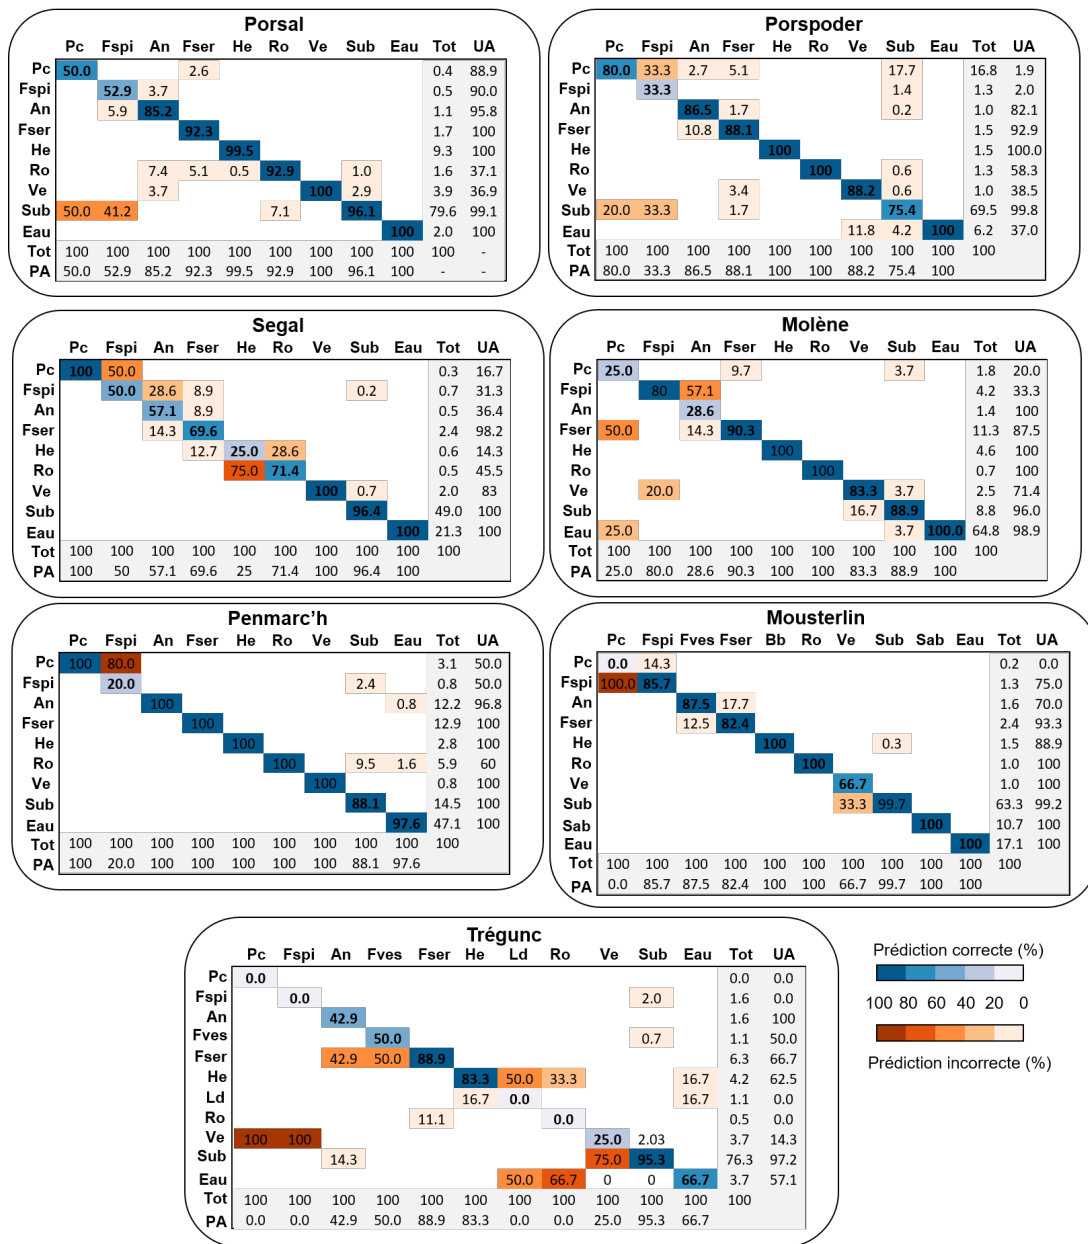 Porsal
Pc Fspi An Fser He Ro Ve Sub Eau Tot UA
Pc 50.0 2.6 0.4 88.9
Fspi 52.9 3.7 0.5 90.0
An 5.9 85.2 1.1 95.8
Fser 92.3 1.7 100
He 99.5 9.3 100
Ro 7.4 5.1 0.5 92.9 1.0 1.6 37.1
Ve 3.7 100 2.9 3.9 36.9
Sub 50.0 41.2 7.1 96.1 79.6 99.1
Eau 100 2.0 100
Tot 100 100 100 100 100 100 100 100 100 100 -
PA 50.0 52.9 85.2 92.3 99.5 92.9 100 96.1 100 - -
Porspoder
Pc Fspi An Fser He Ro Ve Sub Eau Tot UA
Pc 80.0 33.3 2.7 5.1 17.7 16.8 1.9
Fspi 33.3 1.4 1.3 2.0
An 86.5 1.7 0.2 1.0 82.1
Fser 10.8 88.1 1.5 92.9
He 100 1.5 100.0
Ro 100 0.6 1.3 58.3
Ve 3.4 88.2 0.6 1.0 38.5
Sub 20.0 33.3 1.7 75.4 69.5 99.8
Eau 11.8 4.2 100 6.2 37.0
Tot 100 100 100 100 100 100 100 100 100 100
PA 80.0 33.3 86.5 88.1 100 100 88.2 75.4 100
Segal
Pc Fspi An Fser He Ro Ve Sub Eau Tot UA
Pc 100 50.0 0.3 16.7
Fspi 50.0 28.6 8.9 0.2 0.7 31.3
An 57.1 8.9 0.5 36.4
Fser 14.3 69.6 2.4 98.2
He 12.7 25.0 28.6 0.6 14.3
Ro 75.0 71.4 0.5 45.5
Ve 100 0.7 2.0 83
Sub 96.4 49.0 100
Eau 100 21.3 100
Tot 100 100 100 100 100 100 100 100 100 100
PA 100 50 57.1 69.6 25 71.4 100 96.4 100
Molène
Pc Fspi An Fser He Ro Ve Sub Eau Tot UA
Pc 25.0 9.7 3.7 1.8 20.0
Fspi 80 57.1 4.2 33.3
An 28.6 1.4 100
Fser 50.0 14.3 90.3 11.3 87.5
He 100 4.6 100
Ro 100 0.7 100
Ve 20.0 83.3 3.7 2.5 71.4
Sub 16.7 88.9 8.8 96.0
Eau 25.0 3.7 100.0 64.8 98.9
Tot 100 100 100 100 100 100 100 100 100 100
PA 25.0 80.0 28.6 90.3 100 100 83.3 88.9 100
Penmarc'h
Pc Fspi An Fser He Ro Ve Sub Eau Tot UA
Pc 100 80.0 3.1 50.0
Fspi 20.0 2.4 0.8 50.0
An 100 0.8 12.2 96.8
Fser 100 12.9 100
He 100 2.8 100
Ro 100 9.5 1.6 5.9 60
Ve 100 0.8 100
Sub 88.1 14.5 100
Eau 97.6 47.1 100
Tot 100 100 100 100 100 100 100 100 100 100
PA 100 20.0 100 100 100 100 100 88.1 97.6
Mousterlin
Pc Fspi Fves Fser Bb Ro Ve Sub Sab Eau Tot UA
Pc 0.0 14.3 0.2 0.0
Fspi 100.0 85.7 1.3 75.0
An 87.5 17.7 1.6 70.0
Fser 12.5 82.4 2.4 93.3
He 100 0.3 1.5 88.9
Ro 100 1.0 100
Ve 66.7 1.0 100
Sub 33.3 99.7 63.3 99.2
Sab 100 10.7 100
Eau 100 17.1 100
Tot 100 100 100 100 100 100 100 100 100 100 100
PA 0.0 85.7 87.5 82.4 100 100 66.7 99.7 100 100
Trégunc
Pc Fspi An Fves Fser He Ld Ro Ve Sub Eau Tot UA
Pc 0.0 0.0 0.0
Fspi 0.0 2.0 1.6 0.0
An 42.9 1.6 100
Fves 50.0 0.7 1.1 50.0
Fser 42.9 50.0 88.9 6.3 66.7
He 83.3 50.0 33.3 16.7 4.2 62.5
Ld 16.7 0.0 16.7 1.1 0.0
Ro 11.1 0.0 0.5 0.0
Ve 100 100 25.0 2.03 3.7 14.3
Sub 14.3 75.0 95.3 76.3 97.2
Eau 50.0 66.7 0 0 66.7 3.7 57.1
Tot 100 100 100 100 100 100 100 100 100 100 100 100
PA 0.0 0.0 42.9 50.0 88.9 83.3 0.0 0.0 25.0 95.3 66.7
Prédiction correcte (%)
100 80 60 40 20 0
Prédiction incorrecte (%)